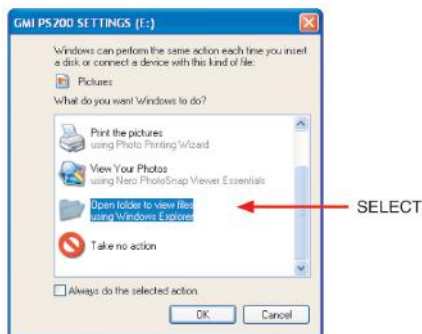 GMI PS200 SETTINGS (E:)
Windows can perform the same action each time you insert
a disk or connect a device with this kind of file:
Pictures
What do you want Windows to do?
Print the pictures
using Photo Printing Wizard
View Your Photos
using Nero PhotoSnap Viewer Essentials
Open folder to view files
using Windows Explorer
SELECT
Take no action
Always do the selected action.
OK
Cancel